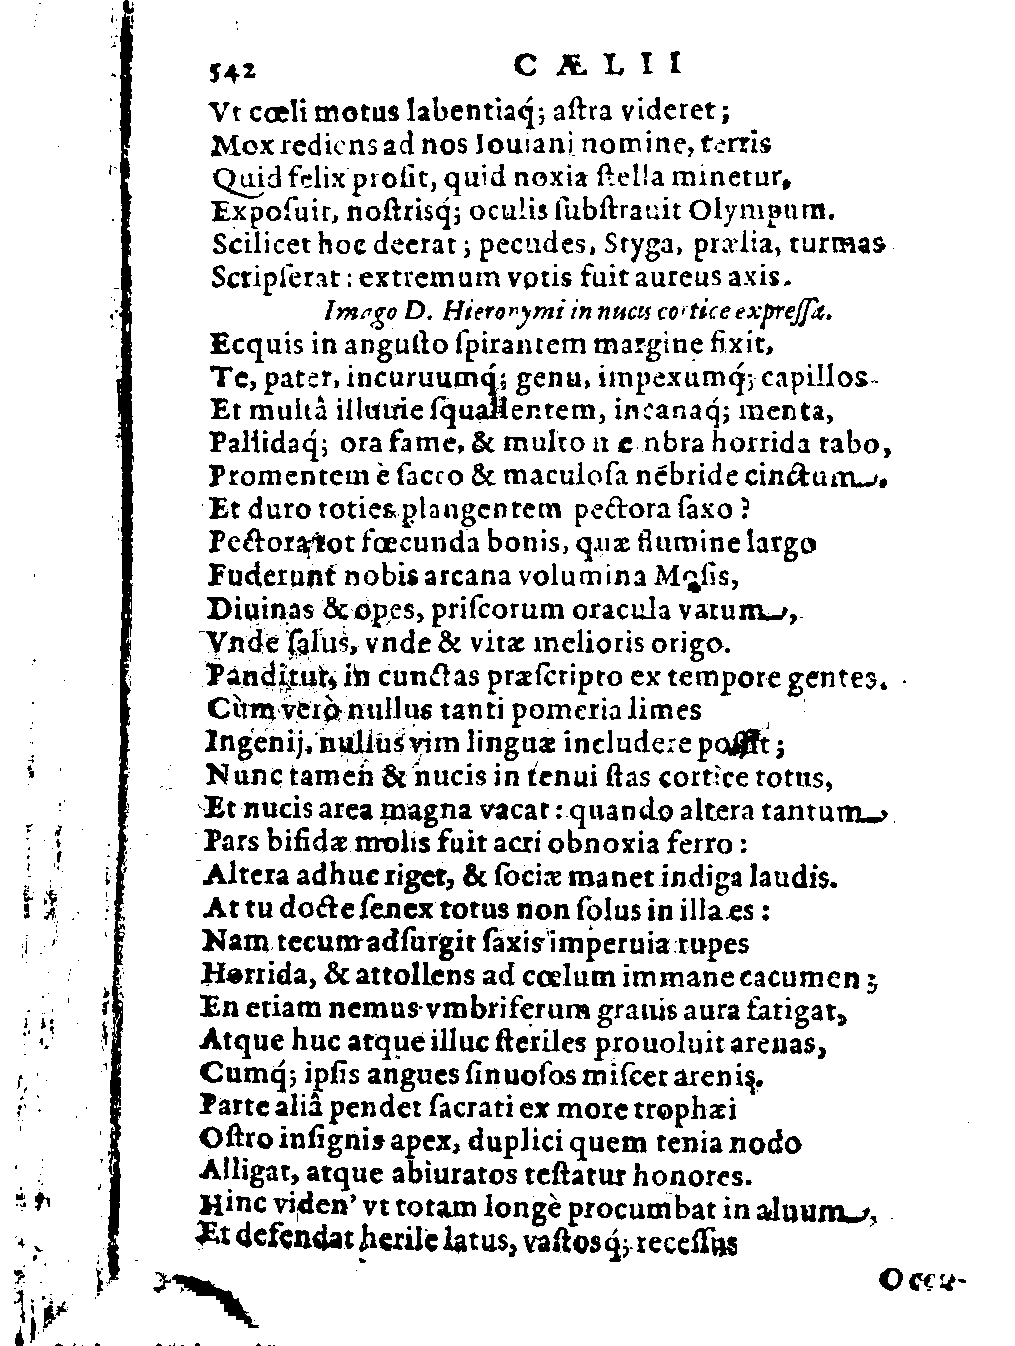 542 CÆLII
Vt cœli motus labentiaq́; aſtra videret;
Mox rediens ad nos Iouiani nomine, terris
Quid felix proſit, quid noxia ſtella minetur,
Expoſuit, noſtrisq́; oculis ſubſtrauit Olympum.
Scilicet hoc deerat; pecudes, Styga, prælia, turmas
Scripſerat: extremum votis fuit aureus axis.
Imago D. Hieronymi in nucis cortice expreſſa.
Ecquis in anguſto ſpirantem margine fixit,
Te, pater, incuruumq́; genu, impexumq́; capillos
Et multâ illuuie ſquallentem, incanaq́; menta,
Pallidaq́; ora fame, & multo horrida tabo,
Promentem è ſacco & maculoſa nébride cinctum,
Et duro toties plangentem pectora ſaxo?
Pectora tot fœcunda bonis, quæ flumine largo
Fuderunt nobis arcana volumina Moſis,
Diuinas & opes, priſcorum oracula vatum,
Vnde ſalus, vnde & vitæ melioris origo.
Panditur, in cunctas præſcripto ex tempore gentes.
Cùm verò nullus tanti pomeria limes
Ingenij, nullus vim linguæ includere poſſit;
Nunc tamen & nucis in tenui ſtas cortice totus,
Et nucis area magna vacat: quando altera tantum
Pars bifidæ molis fuit acri obnoxia ferro:
Altera adhuc riget, & ſociæ manet indiga laudis.
At tu docte ſenex totus non ſolus in illa es:
Nam tecum adſurgit ſaxis imperuia rupes
Horrida, & attollens ad cœlum immane cacumen;
En etiam nemus vmbriferum grauis aura fatigat,
Atque huc atque illuc ſteriles prouoluit arenas,
Cumq́; ipſis angues ſinuoſos miſcet arenis.
Parte aliâ pendet ſacrati ex more trophæi
Oſtro inſignis apex, duplici quem tenia nodo
Alligat, atque abiuratos teſtatur honores.
Hinc viden' vt totam longè procumbat in aluum,
Et defendat herile latus, vaſtosq́; receſſus
Occu-